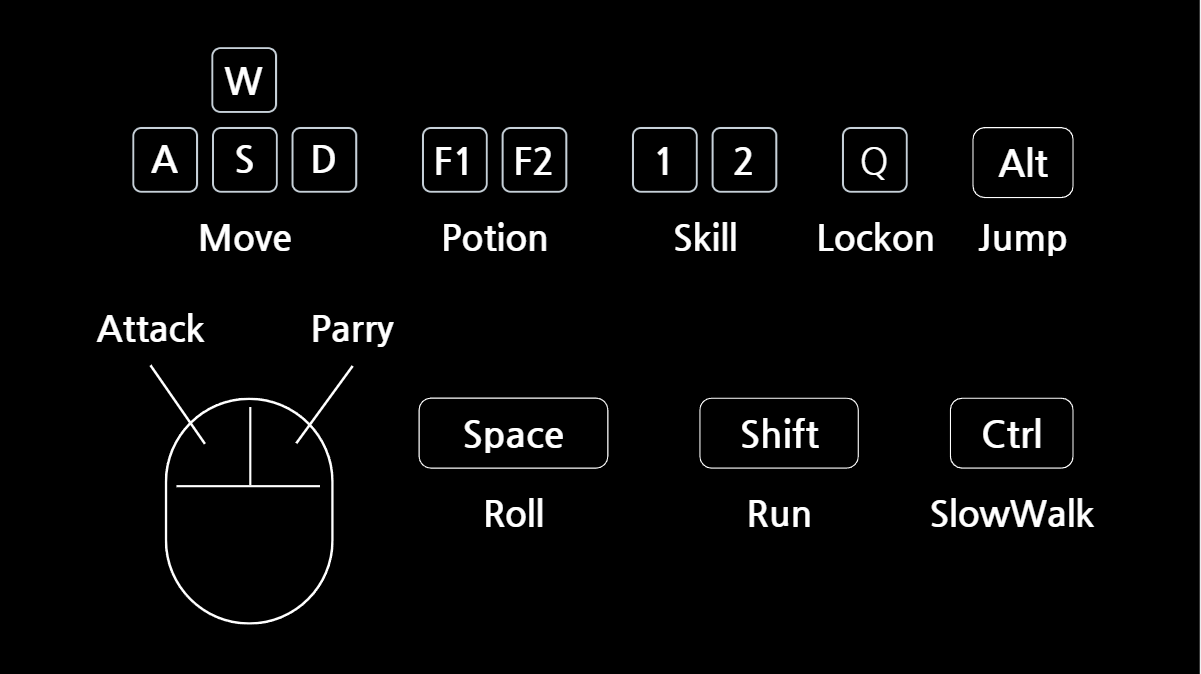 W
A S D F1 F2 1 2 Q Alt
Move Potion Skill Lockon Jump
Attack Parry
Space Shift Ctrl
Roll Run SlowWalk